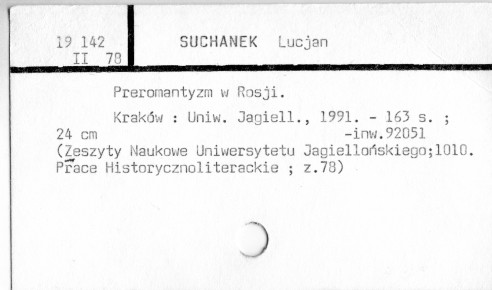 19 142
II 78
SUCHANEK Lucjan
Preromantyzm w Rosji.
Kraków : Uniw. Jagiell., 1991. - 163 s. ;
24 cm -inw.92051
(Zeszyty Naukowe Uniwersytetu Jagiellońskiego;1010.
Prace Historycznoliterackie ; z.78)